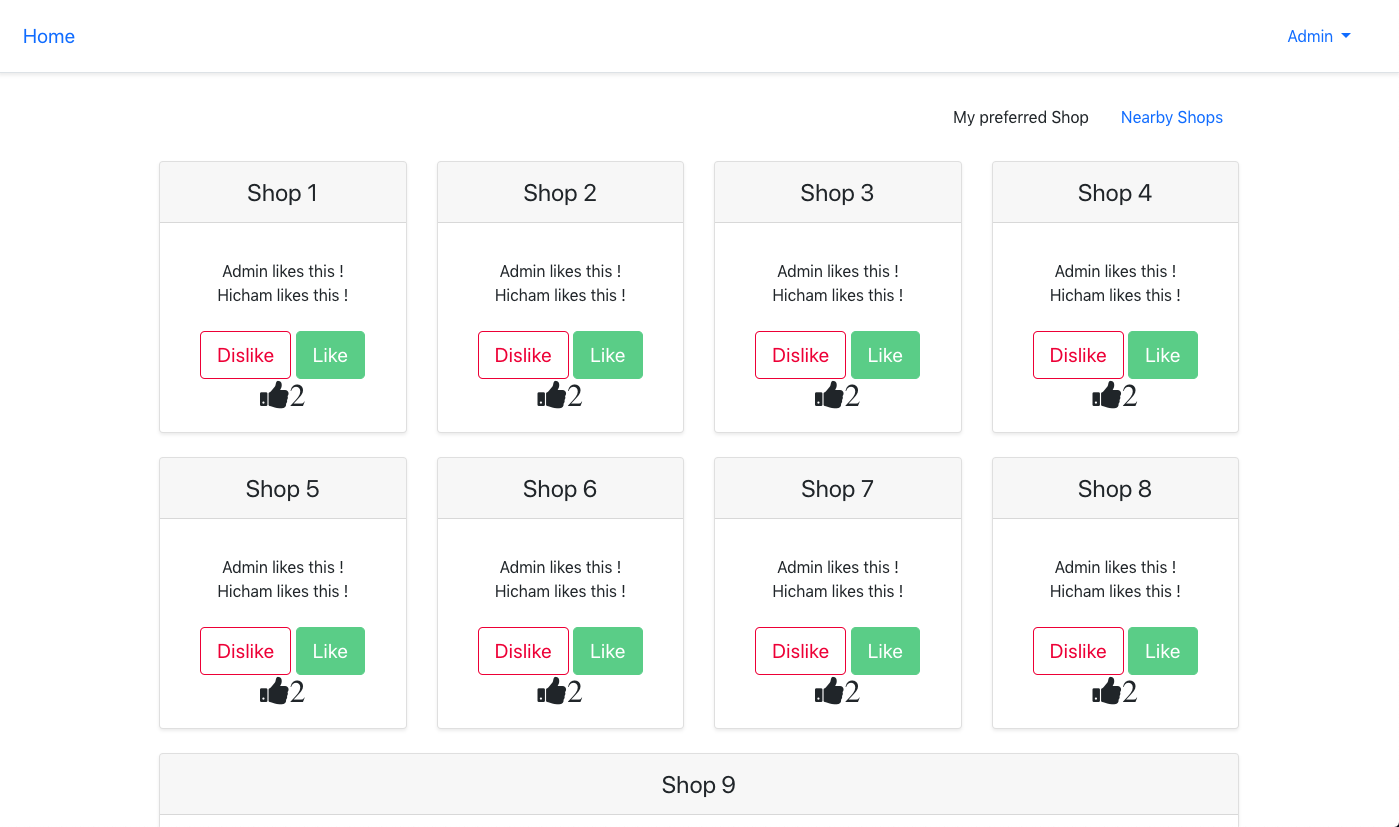 Home
Admin
My preferred Shop
Nearby Shops
Shop 1
Admin likes this !
Hicham likes this !
Dislike
Like
2
Shop 2
Admin likes this !
Hicham likes this !
Dislike
Like
2
Shop 3
Admin likes this !
Hicham likes this !
Dislike
Like
2
Shop 4
Admin likes this !
Hicham likes this !
Dislike
Like
2
Shop 5
Admin likes this !
Hicham likes this !
Dislike
Like
2
Shop 6
Admin likes this !
Hicham likes this !
Dislike
Like
2
Shop 7
Admin likes this !
Hicham likes this !
Dislike
Like
2
Shop 8
Admin likes this !
Hicham likes this !
Dislike
Like
2
Shop 9